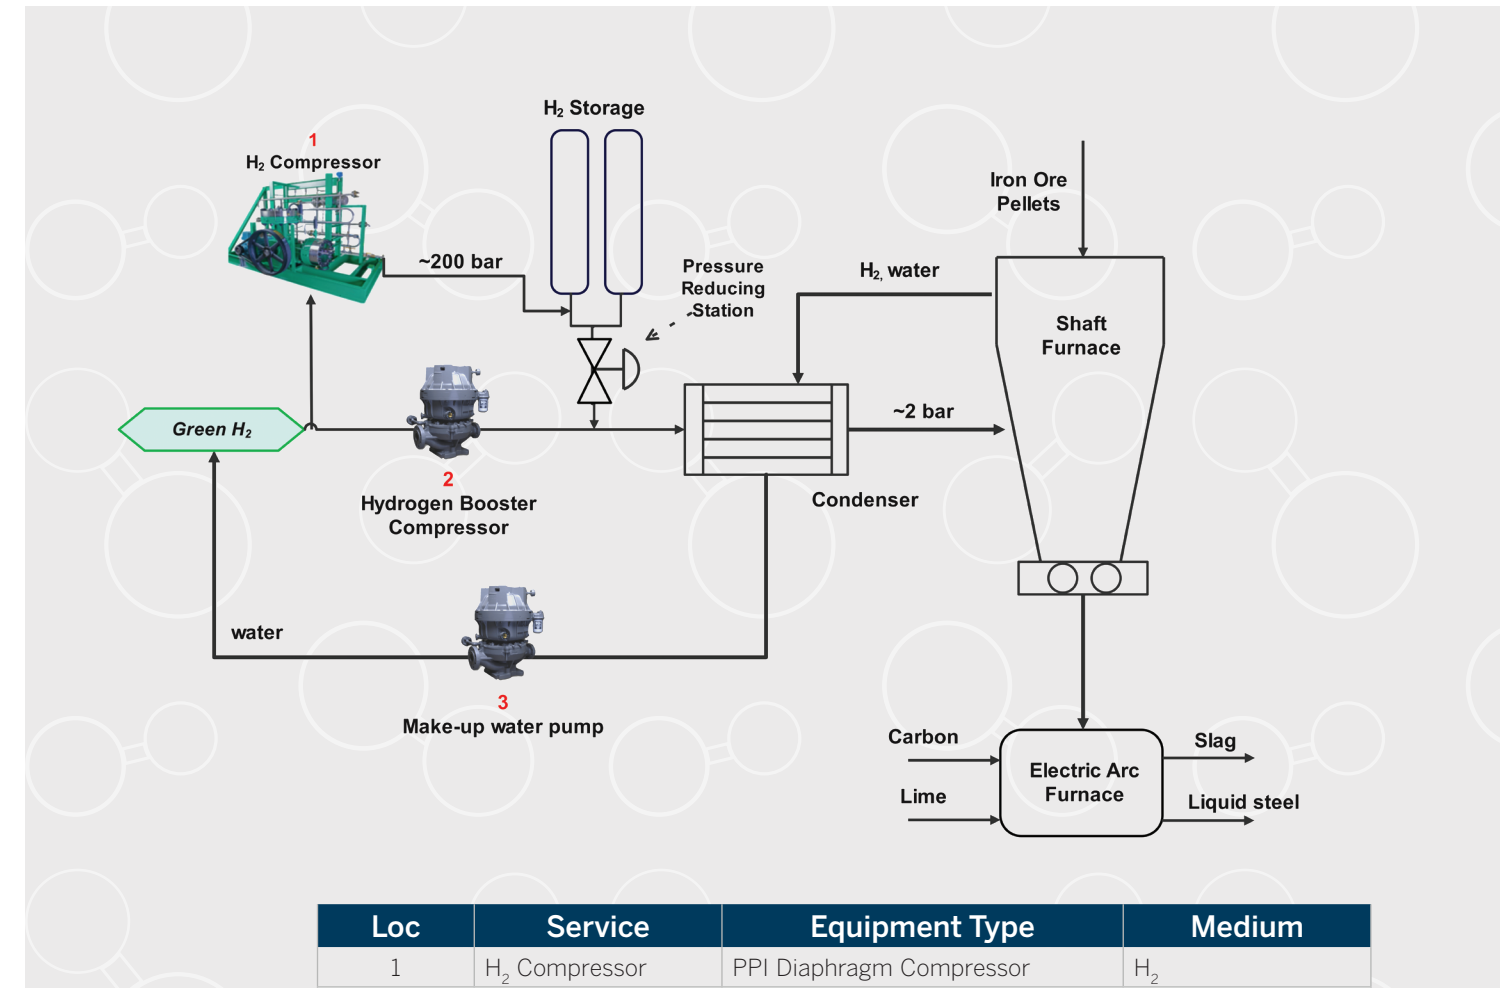 H₂ Storage
1
H₂ Compressor
~200 bar
Pressure
Reducing
Station
Iron Ore
Pellets
H₂, water
Shaft
Furnace
Green H₂
~2 bar
2
Hydrogen Booster
Compressor
Condenser
water
3
Make-up water pump
Carbon
Lime
Electric Arc
Furnace
Slag
Liquid steel
Loc Service Equipment Type Medium
1 H₂ Compressor PPI Diaphragm Compressor H₂